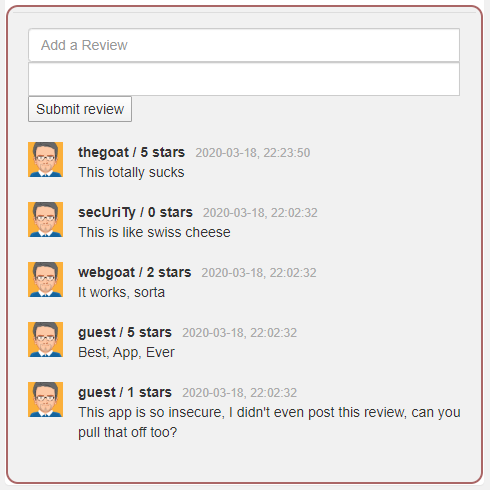 Add a Review
Submit review
thegoat / 5 stars 2020-03-18, 22:23:50
This totally sucks
secUriTy / 0 stars 2020-03-18, 22:02:32
This is like swiss cheese
webgoat / 2 stars 2020-03-18, 22:02:32
It works, sorta
guest / 5 stars 2020-03-18, 22:02:32
Best, App, Ever
guest / 1 stars 2020-03-18, 22:02:32
This app is so insecure, I didn't even post this review, can you
pull that off too?